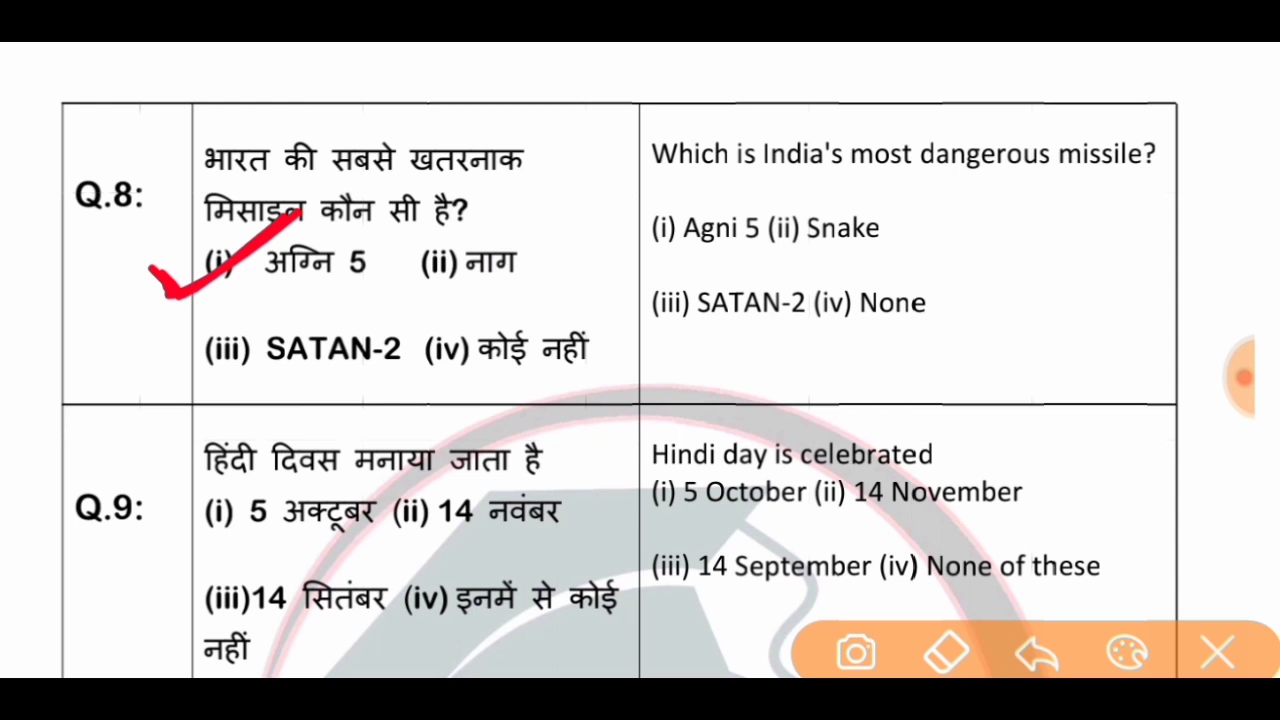 Q.8:
भारत की सबसे खतरनाक
मिसाइल कौन सी है?
(i) अग्नि 5 (ii) नाग
(iii) SATAN-2 (iv) कोई नहीं
Which is India's most dangerous missile?
(i) Agni 5 (ii) Snake
(iii) SATAN-2 (iv) None
Q.9:
हिंदी दिवस मनाया जाता है
(i) 5 अक्टूबर (ii) 14 नवंबर
(iii)14 सितंबर (iv) इनमें से कोई
नहीं
Hindi day is celebrated
(i) 5 October (ii) 14 November
(iii) 14 September (iv) None of these